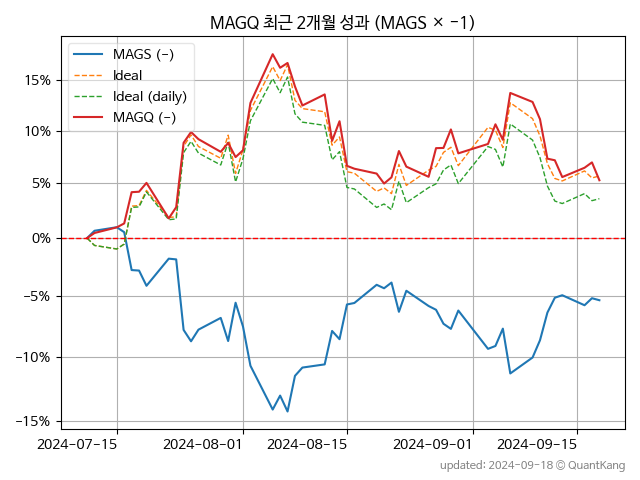 MAGQ 최근 2개월 성과 (MAGS × −1)
MAGS (−)
Ideal
Ideal (daily)
MAGQ (−)
15%
10%
5%
0%
−5%
−10%
−15%
2024−07−15
2024−08−01
2024−08−15
2024−09−01
2024−09−15
updated: 2024−09−18 © QuantKang